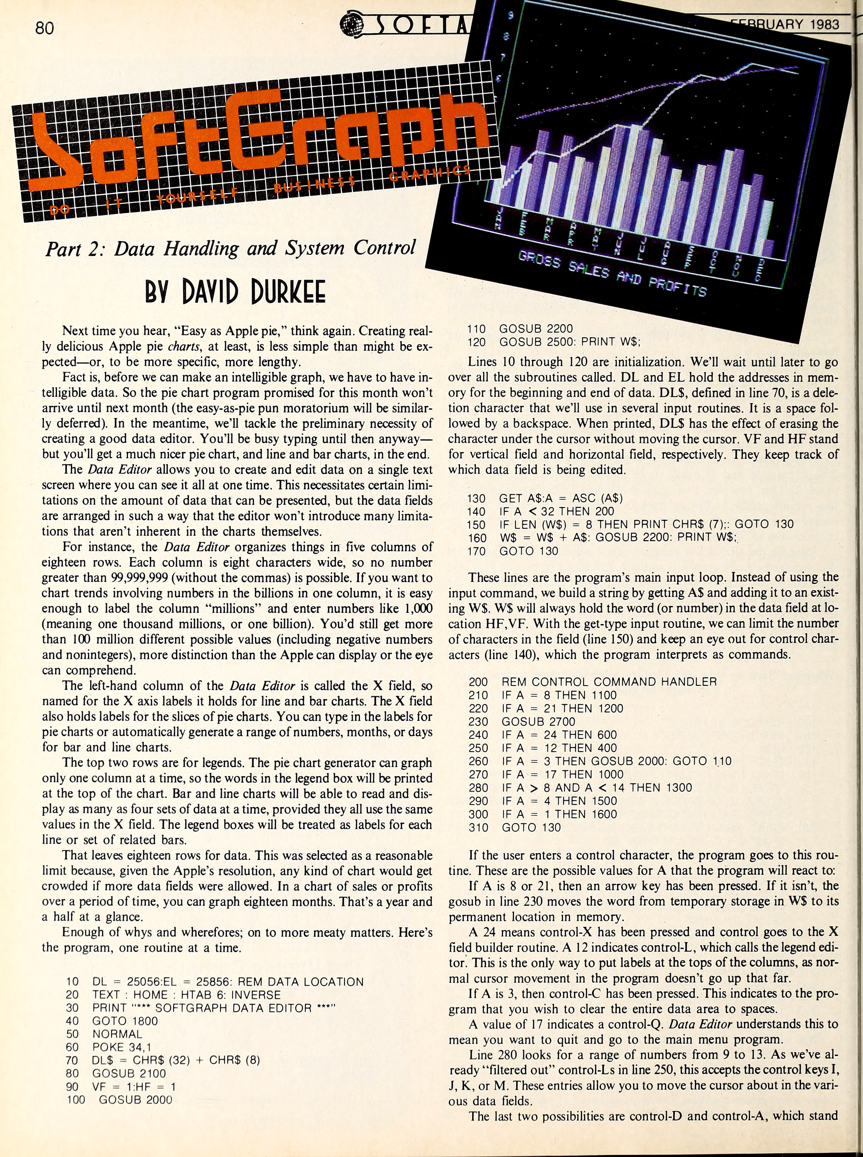 80
SOFTA
FEBRUARY 1983
SoftGraph
DO IT YOURSELF BUSINESS GRAPHICS
9
8
7
6
JAN FEB MAR APR MAY JUN JUL AUG SEP OCT NOV DEC
GROSS SALES AND PROFITS
Part 2: Data Handling and System Control
BY DAVID DURKEE
Next time you hear, "Easy as Apple pie," think again. Creating real-
ly delicious Apple pie charts, at least, is less simple than might be ex-
pected—or, to be more specific, more lengthy.
Fact is, before we can make an intelligible graph, we have to have in-
telligible data. So the pie chart program promised for this month won't
arrive until next month (the easy-as-pie pun moratorium will be similar-
ly deferred). In the meantime, we'll tackle the preliminary necessity of
creating a good data editor. You'll be busy typing until then anyway—
but you'll get a much nicer pie chart, and line and bar charts, in the end.
The Data Editor allows you to create and edit data on a single text
screen where you can see it all at one time. This necessitates certain limi-
tations on the amount of data that can be presented, but the data fields
are arranged in such a way that the editor won't introduce many limita-
tions that aren't inherent in the charts themselves.
For instance, the Data Editor organizes things in five columns of
eighteen rows. Each column is eight characters wide, so no number
greater than 99,999,999 (without the commas) is possible. If you want to
chart trends involving numbers in the billions in one column, it is easy
enough to label the column "millions" and enter numbers like 1,000
(meaning one thousand millions, or one billion). You'd still get more
than 100 million different possible values (including negative numbers
and nonintegers), more distinction than the Apple can display or the eye
can comprehend.
The left-hand column of the Data Editor is called the X field, so
named for the X axis labels it holds for line and bar charts. The X field
also holds labels for the slices of pie charts. You can type in the labels for
pie charts or automatically generate a range of numbers, months, or days
for bar and line charts.
The top two rows are for legends. The pie chart generator can graph
only one column at a time, so the words in the legend box will be printed
at the top of the chart. Bar and line charts will be able to read and dis-
play as many as four sets of data at a time, provided they all use the same
values in the X field. The legend boxes will be treated as labels for each
line or set of related bars.
That leaves eighteen rows for data. This was selected as a reasonable
limit because, given the Apple's resolution, any kind of chart would get
crowded if more data fields were allowed. In a chart of sales or profits
over a period of time, you can graph eighteen months. That's a year and
a half at a glance.
Enough of whys and wherefores; on to more meaty matters. Here's
the program, one routine at a time.
10 DL = 25056:EL = 25856: REM DATA LOCATION
20 TEXT : HOME : HTAB 6: INVERSE
30 PRINT "*** SOFTGRAPH DATA EDITOR ***"
40 GOTO 1800
50 NORMAL
60 POKE 34,1
70 DL$ = CHR$ (32) + CHR$ (8)
80 GOSUB 2100
90 VF = 1:HF = 1
100 GOSUB 2000
110 GOSUB 2200
120 GOSUB 2500: PRINT W$;
Lines 10 through 120 are initialization. We'll wait until later to go
over all the subroutines called. DL and EL hold the addresses in mem-
ory for the beginning and end of data. DL$, defined in line 70, is a dele-
tion character that we'll use in several input routines. It is a space fol-
lowed by a backspace. When printed, DL$ has the effect of erasing the
character under the cursor without moving the cursor. VF and HF stand
for vertical field and horizontal field, respectively. They keep track of
which data field is being edited.
130 GET A$:A = ASC (A$)
140 IF A < 32 THEN 200
150 IF LEN (W$) = 8 THEN PRINT CHR$ (7);: GOTO 130
160 W$ = W$ + A$: GOSUB 2200: PRINT W$;
170 GOTO 130
These lines are the program's main input loop. Instead of using the
input command, we build a string by getting A$ and adding it to an exist-
ing W$. W$ will always hold the word (or number) in the data field at lo-
cation HF,VF. With the get-type input routine, we can limit the number
of characters in the field (line 150) and keep an eye out for control char-
acters (line 140), which the program interprets as commands.
200 REM CONTROL COMMAND HANDLER
210 IF A = 8 THEN 1100
220 IF A = 21 THEN 1200
230 GOSUB 2700
240 IF A = 24 THEN 600
250 IF A = 12 THEN 400
260 IF A = 3 THEN GOSUB 2000: GOTO 110
270 IF A = 17 THEN 1000
280 IF A > 8 AND A < 14 THEN 1300
290 IF A = 4 THEN 1500
300 IF A = 1 THEN 1600
310 GOTO 130
If the user enters a control character, the program goes to this rou-
tine. These are the possible values for A that the program will react to:
If A is 8 or 21, then an arrow key has been pressed. If it isn't, the
gosub in line 230 moves the word from temporary storage in W$ to its
permanent location in memory.
A 24 means control-X has been pressed and control goes to the X
field builder routine. A 12 indicates control-L, which calls the legend edi-
tor. This is the only way to put labels at the tops of the columns, as nor-
mal cursor movement in the program doesn't go up that far.
If A is 3, then control-C has been pressed. This indicates to the pro-
gram that you wish to clear the entire data area to spaces.
A value of 17 indicates a control-Q. Data Editor understands this to
mean you want to quit and go to the main menu program.
Line 280 looks for a range of numbers from 9 to 13. As we've al-
ready "filtered out" control-Ls in line 250, this accepts the control keys I,
J, K, or M. These entries allow you to move the cursor about in the vari-
ous data fields.
The last two possibilities are control-D and control-A, which stand